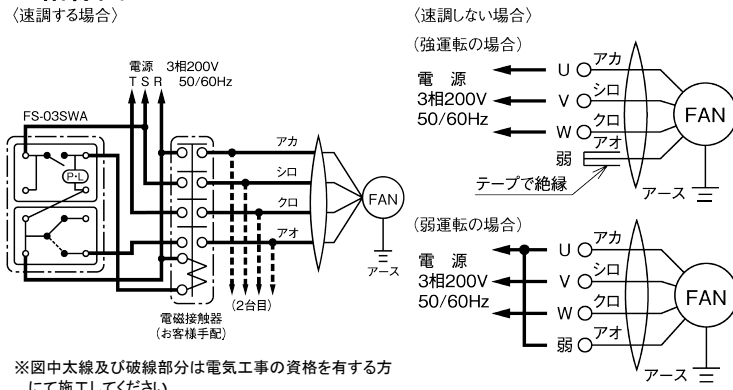 〈速調する場合〉
電源 3相200V
T S R 50/60Hz
FS-03SWA
P·L
アカ
シロ
クロ
アオ
FAN
アース
(2台目)
電磁接触器
(お客様手配)
※図中太線及び破線部分は電気工事の資格を有する方
にて施工してください
〈速調しない場合〉
(強運転の場合)
電 源
3相200V
50/60Hz
U アカ
V シロ
W クロ
弱 アオ
FAN
テープで絶縁
アース
(弱運転の場合)
電 源
3相200V
50/60Hz
U アカ
V シロ
W クロ
弱 アオ
FAN
アース